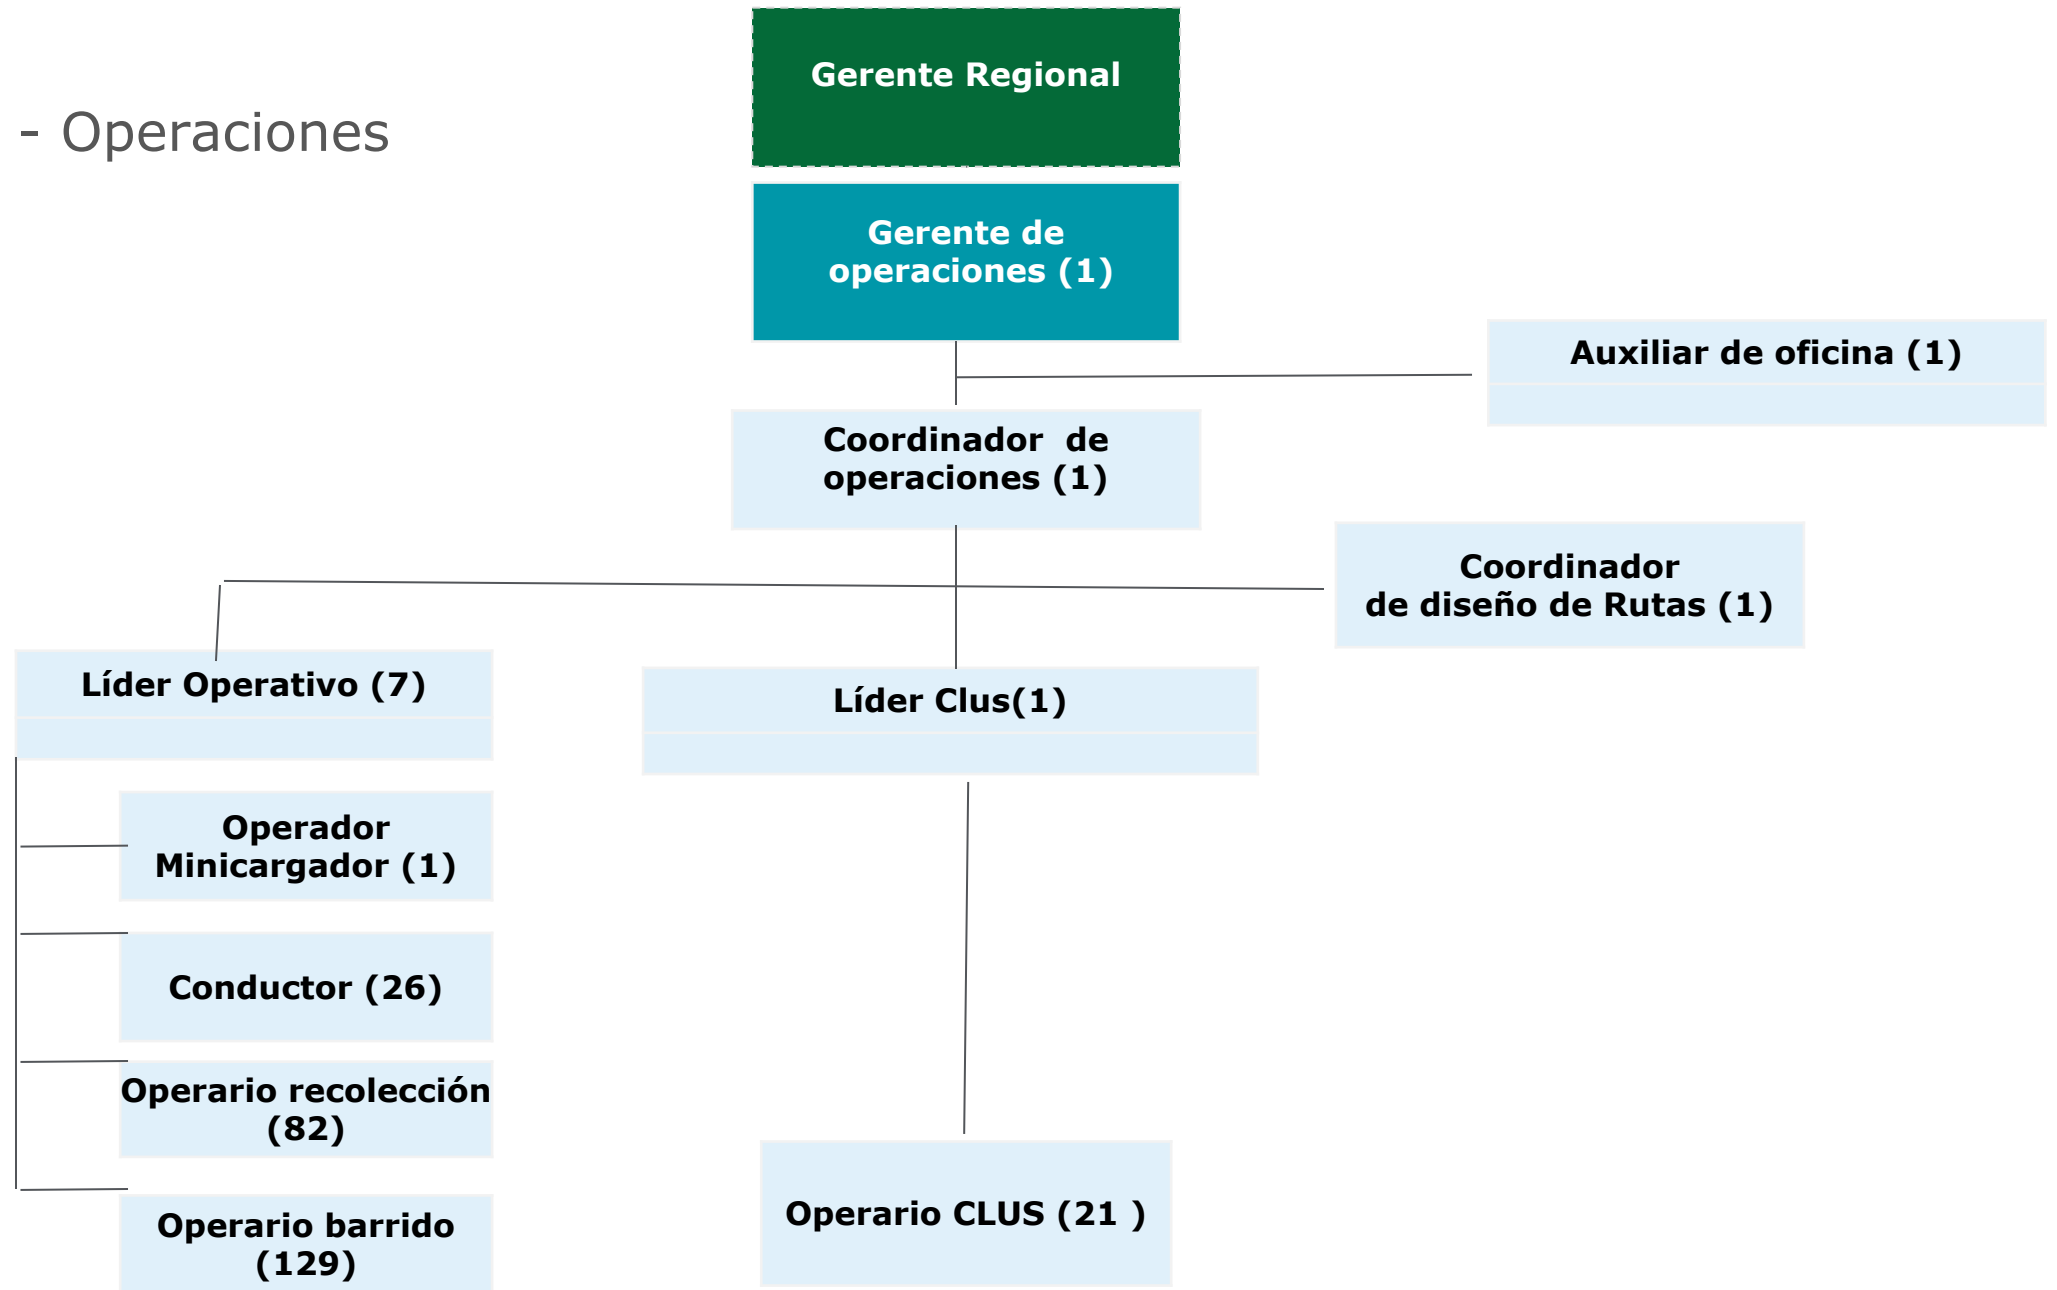 Gerente Regional
- Operaciones
Gerente de
operaciones (1)
Auxiliar de oficina (1)
Coordinador  de
operaciones (1)
Coordinador
de diseño de Rutas (1)
Líder Operativo (7)
Líder Clus(1)
Operador
Minicargador (1)
Conductor (26)
Operario recolección
(82)
Operario barrido
(129)
Operario CLUS (21 )